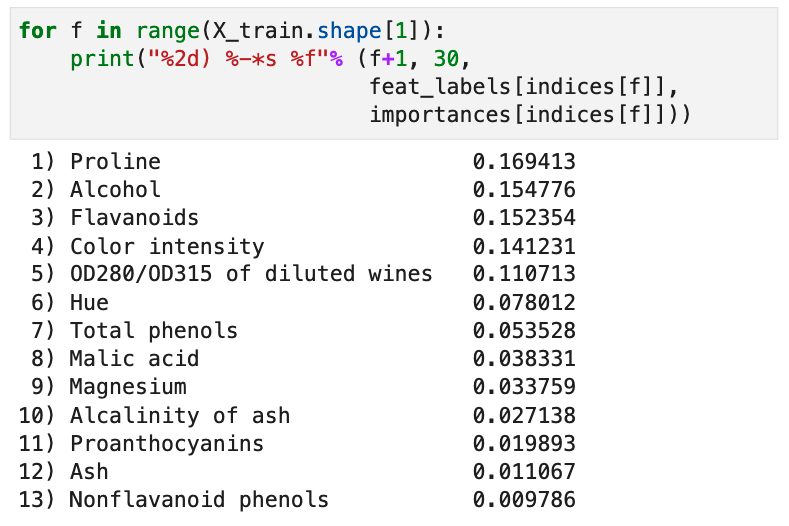 for f in range(X_train.shape[1]):
    print("%2d) %-*s %f"% (f+1, 30,
                           feat_labels[indices[f]],
                           importances[indices[f]]))
 1) Proline                        0.169413
 2) Alcohol                        0.154776
 3) Flavanoids                     0.152354
 4) Color intensity                0.141231
 5) OD280/OD315 of diluted wines   0.110713
 6) Hue                            0.078012
 7) Total phenols                  0.053528
 8) Malic acid                     0.038331
 9) Magnesium                      0.033759
10) Alcalinity of ash              0.027138
11) Proanthocyanins                0.019893
12) Ash                            0.011067
13) Nonflavanoid phenols           0.009786